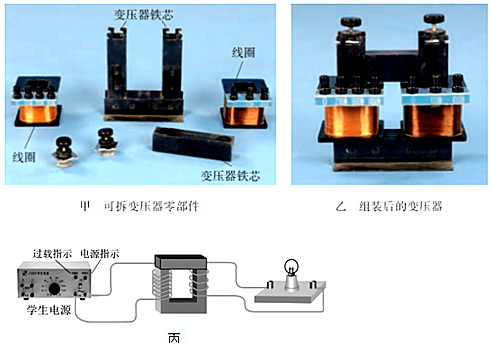 变压器铁芯
线圈
线圈
变压器铁芯
甲 可拆变压器零部件
乙 组装后的变压器
过载指示 电源指示
学生电源
丙